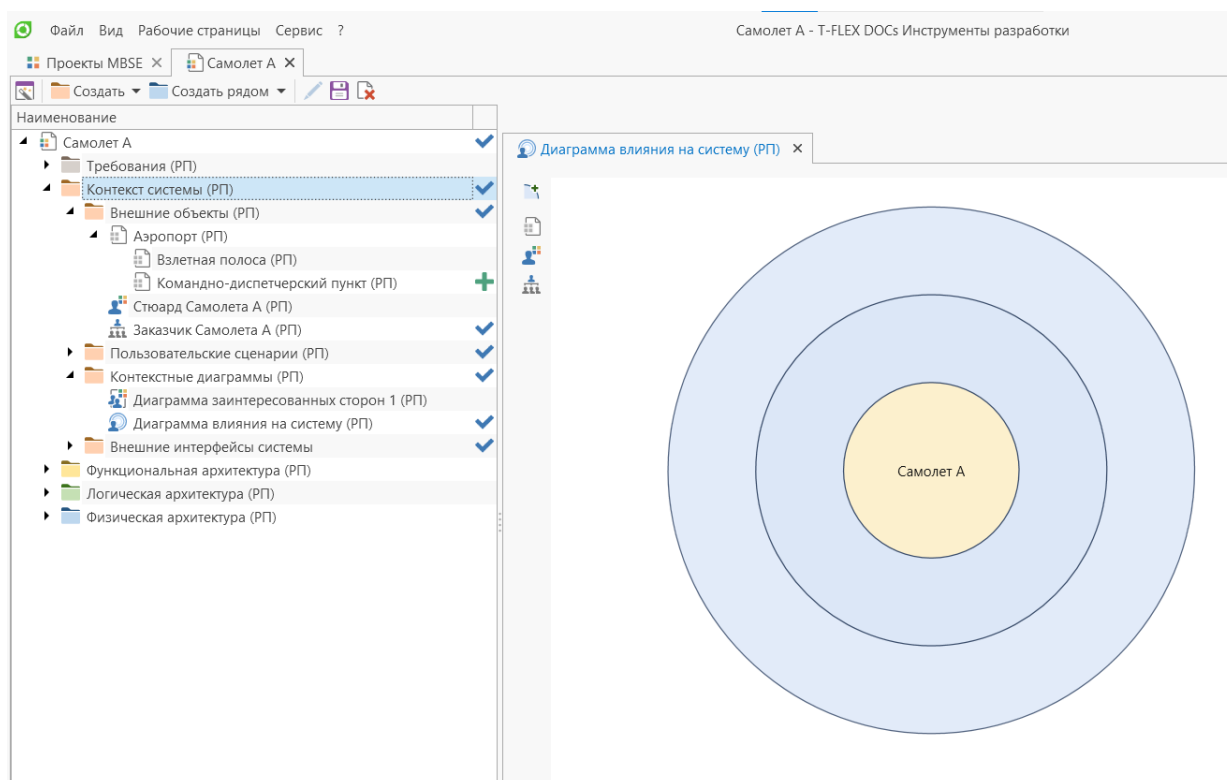 Файл Вид Рабочие страницы Сервис ?
Самолет А - T-FLEX DOCs Инструменты разработки
Проекты MBSE
Самолет А
Создать
Создать рядом
Наименование
Самолет А
Требования (РП)
Контекст системы (РП)
Внешние объекты (РП)
Аэропорт (РП)
Взлетная полоса (РП)
Командно-диспетчерский пункт (РП)
Стюард Самолета А (РП)
Заказчик Самолета А (РП)
Пользовательские сценарии (РП)
Контекстные диаграммы (РП)
Диаграмма заинтересованных сторон 1 (РП)
Диаграмма влияния на систему (РП)
Внешние интерфейсы системы
Функциональная архитектура (РП)
Логическая архитектура (РП)
Физическая архитектура (РП)
Диаграмма влияния на систему (РП)
Самолет А